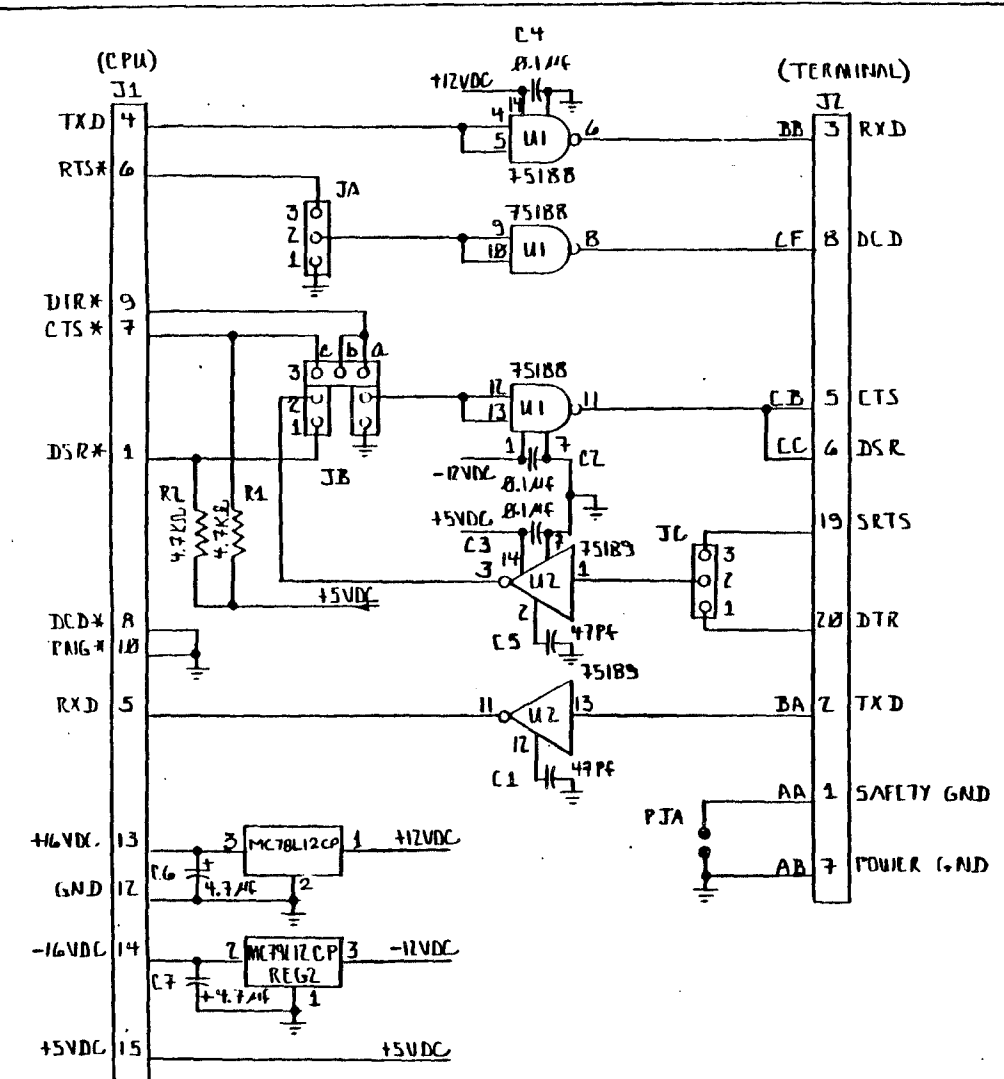 C4
(CPU)
0.1µf
(TERMINAL)
J1
+12VDC
J2
14
TXD 4
4
5
U1
6
BB 3 RXD
75188
RTS* 6
JA
3
2
1
75188
9
10
U1
8
CF 8 DCD
DTR* 9
CTS* 7
c b a
3
2
1
JB
75188
12
13
U1
11
CB 5 CTS
CC 6 DSR
1
7
C2
-12VDC
0.1µf
DSR* 1
R2
4.7KΩ
R1
4.7KΩ
+5VDC
0.1µf
C3
14
7
75189
3
U2
1
2
C5
47Pf
JC
3
2
1
19 SRTS
20 DTR
+5VDC
DCD* 8
PRIG* 10
75189
RXD 5
11
U2
13
BA 2 TXD
12
C1
47Pf
AA 1 SAFETY GND
PJA
AB 7 POWER GND
+16VDC 13
3
MC78L12CP
1
+12VDC
C6
+
4.7µf
2
GND 12
-16VDC 14
2
MC79L12CP
REG2
3
-12VDC
C7
+4.7µf
1
+5VDC 15
+5VDC